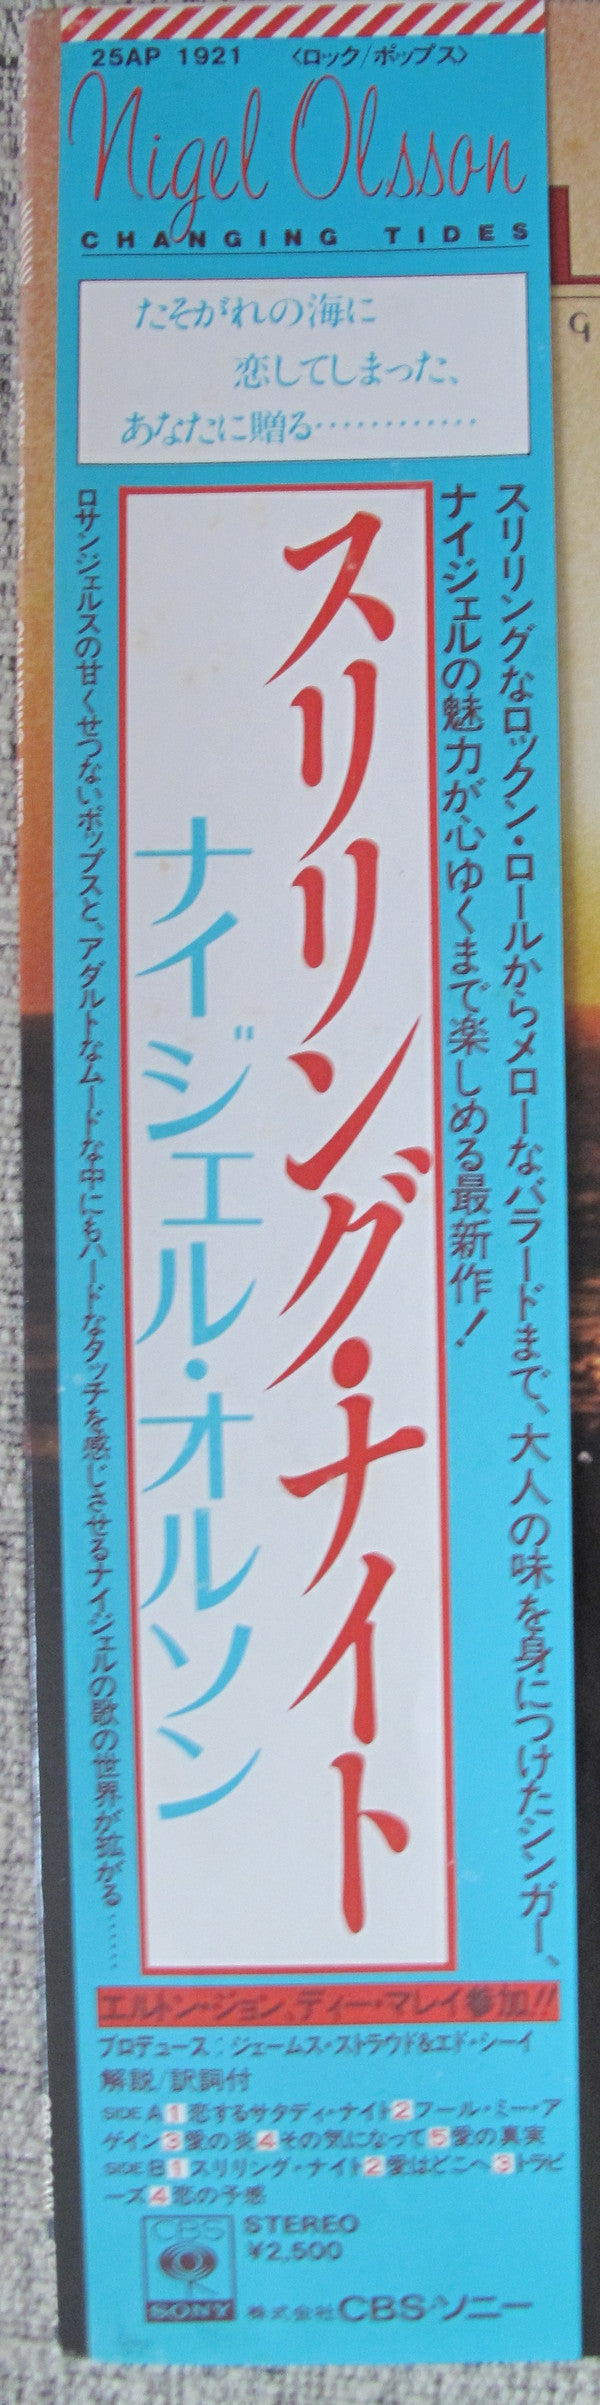 25AP 1921 〈ロック/ポップス〉
Nigel Olsson
CHANGING TIDES
たそがれの海に
恋してしまった、
あなたに贈る…………
スリリングなロックン・ロールからメローなバラードまで、大人の味を身につけたシンガー、
ナイジェルの魅力が心ゆくまで楽しめる最新作!
スリリング・ナイト
ナイジェル・オルソン
ロサンジェルスの甘くせつないポップスと、アダルトなムードな中にもハードなタッチを感じさせるナイジェルの歌の世界が拡がる……
エルトン・ジョン、ディー・マレイ参加!!
プロデュース:ジェームス・ストラウド&エド・シーイ
解説/訳詞付
SIDE A 1 恋するサタディ・ナイト 2 フール・ミー・ア
ゲイン 3 愛の炎 4 その気になって 5 愛の真実
SIDE B 1 スリリング・ナイト 2 愛はどこへ 3 トラビ
ーズ 4 恋の予感
CBS STEREO
¥2,500
SONY 株式会社CBS・ソニー